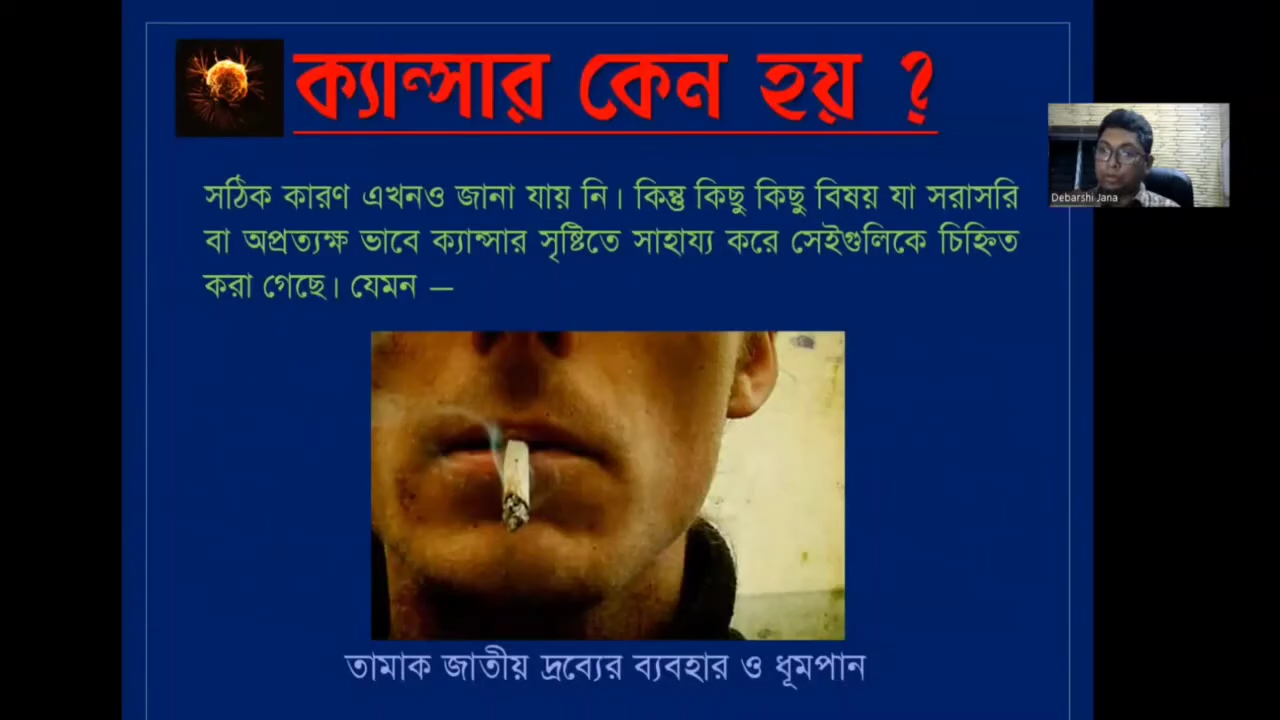 ক্যান্সার কেন হয় ?
সঠিক কারণ এখনও জানা যায় নি। কিন্তু কিছু কিছু বিষয় যা সরাসরি
বা অপ্রত্যক্ষ ভাবে ক্যান্সার সৃষ্টিতে সাহায্য করে সেইগুলিকে চিহ্নিত
করা গেছে। যেমন —
তামাক জাতীয় দ্রব্যের ব্যবহার ও ধূমপান
Debarshi Jana